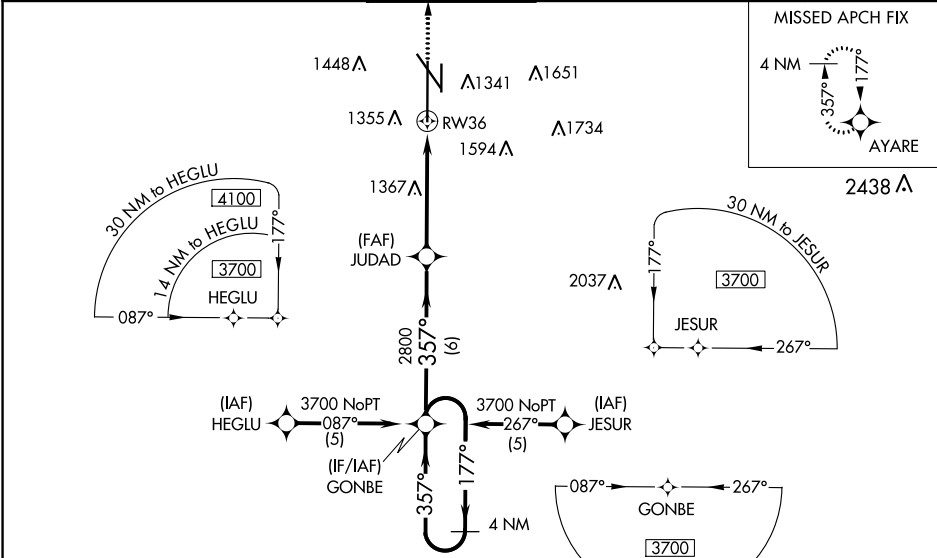 MISSED APCH FIX
4 NM
357°
177°
AYARE
2438
1448
1341
1651
1355
RW36
1734
1594
1367
30 NM to HEGLU
4100
177°
14 NM to HEGLU
3700
HEGLU
087°
(FAF)
JUDAD
30 NM to JESUR
177°
3700
2037
JESUR
267°
2800
357°
(6)
(IAF)
HEGLU
3700 NoPT
087°
(5)
3700 NoPT
267°
(5)
(IAF)
JESUR
(IF/IAF)
GONBE
357°
177°
4 NM
087°
267°
GONBE
3700